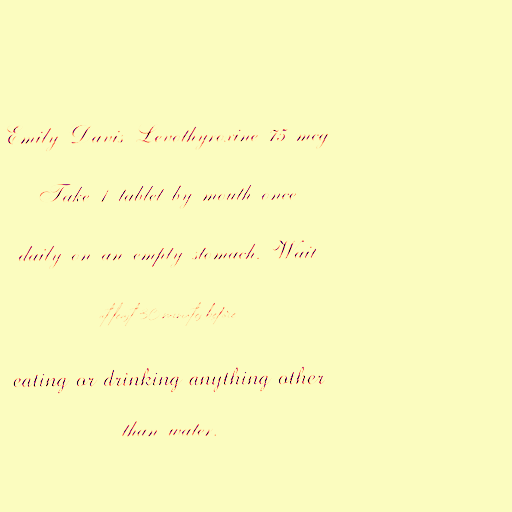 Emily Davis Levothyroxine 75 mcg
Take 1 tablet by mouth once
daily on an empty stomach. Wait
eating or drinking anything other
than water.